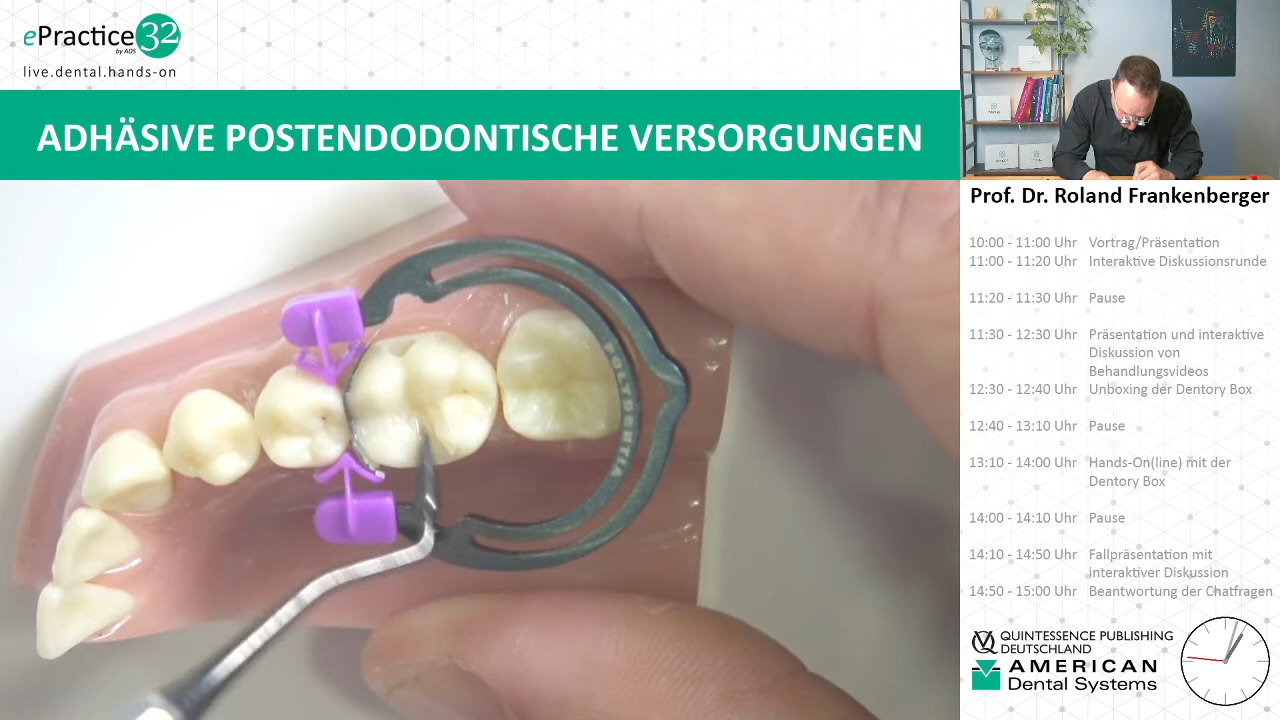 ePractice 32
by ADS
live.dental.hands-on
ADHÄSIVE POSTENDODONTISCHE VERSORGUNGEN
POLYDENTIA
Prof. Dr. Roland Frankenberger
10:00 - 11:00 Uhr Vortrag/Präsentation
11:00 - 11:20 Uhr Interaktive Diskussionsrunde
11:20 - 11:30 Uhr Pause
11:30 - 12:30 Uhr Präsentation und interaktive
Diskussion von
Behandlungsvideos
12:30 - 12:40 Uhr Unboxing der Dentory Box
12:40 - 13:10 Uhr Pause
13:10 - 14:00 Uhr Hands-On(line) mit der
Dentory Box
14:00 - 14:10 Uhr Pause
14:10 - 14:50 Uhr Fallpräsentation mit
interaktiver Diskussion
14:50 - 15:00 Uhr Beantwortung der Chatfragen
QUINTESSENCE PUBLISHING
DEUTSCHLAND
AMERICAN
Dental Systems